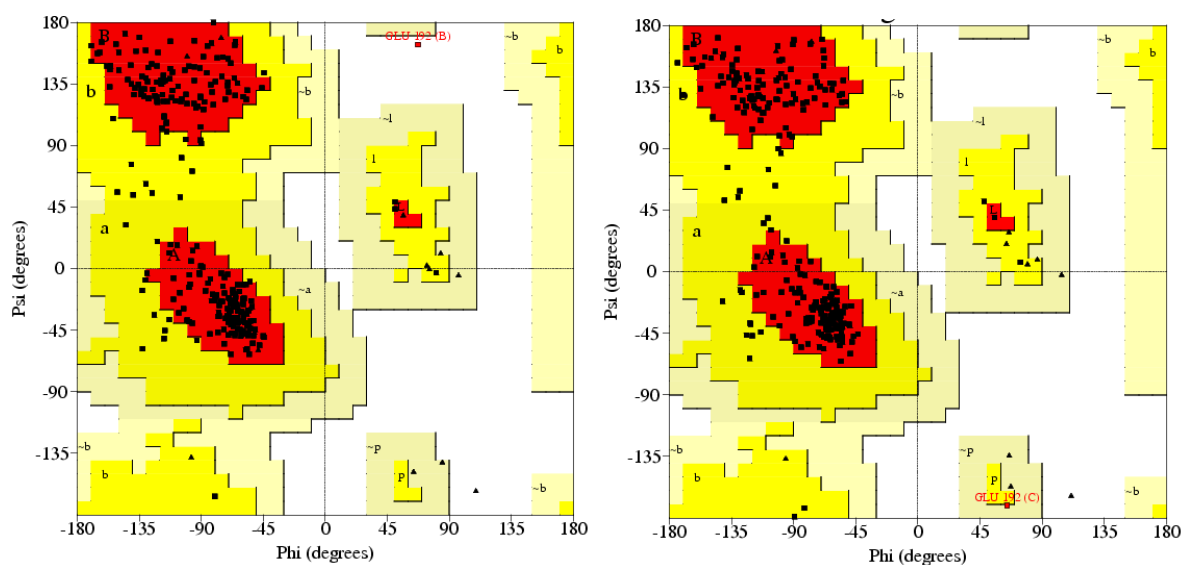 180
B
GLU 192 (B)
~b
b
135
b
~b
90
~l
l
45
a
A
L
0
~a
-45
-90
-135
~b
b
~p
p
~b
-180 -135 -90 -45 0 45 90 135 180
Psi (degrees)
Phi (degrees)
180
B
~b
b
135
b
~b
90
~l
l
45
a
A
L
0
~a
-45
-90
-135
~b
b
~p
p
GLU 192 (C)
~b
-180 -135 -90 -45 0 45 90 135 180
Psi (degrees)
Phi (degrees)